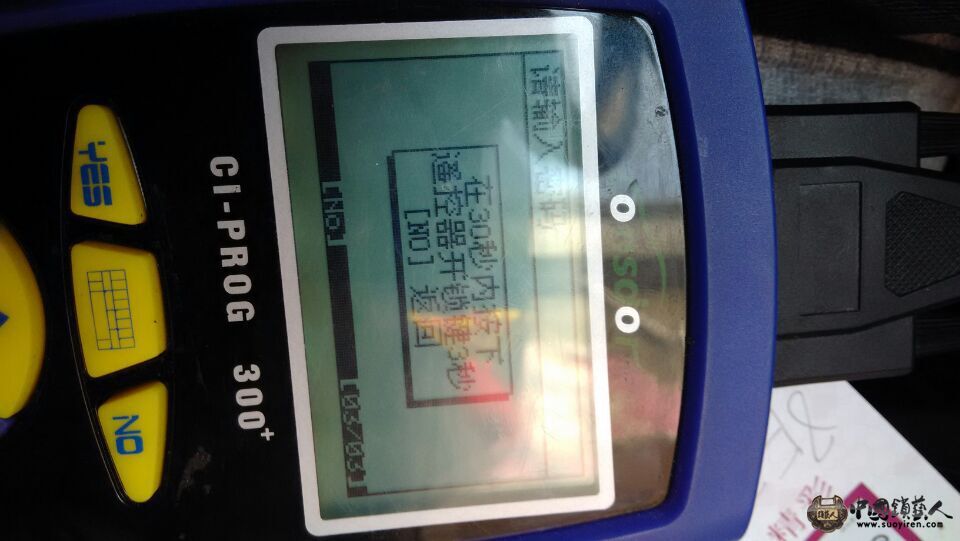 请输入密码
在30秒内按下
遥控器开锁键3秒
[NO] 返回
[NO]
[03/03]
CI-PROG 300+
YES
NO
精彩
中国锁艺人
www.suoyiren.com